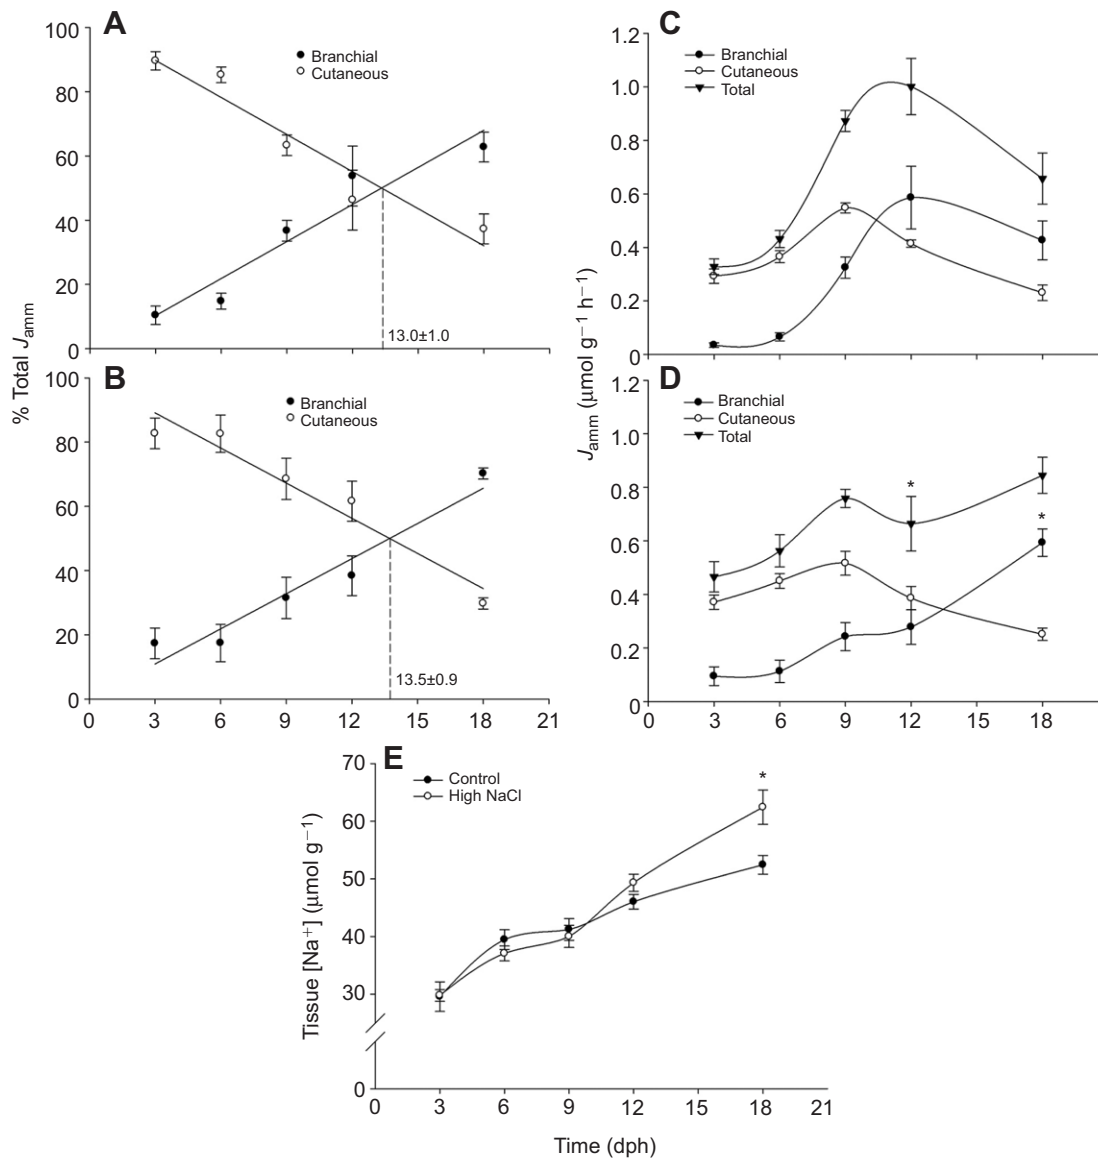 A
100
80
60
40
20
0
Branchial
Cutaneous
13.0±1.0
B
100
80
60
40
20
0
Branchial
Cutaneous
13.5±0.9
0 3 6 9 12 15 18 21
% Total Jamm
C
1.2
1.0
0.8
0.6
0.4
0.2
0
Branchial
Cutaneous
Total
D
1.2
1.0
0.8
0.6
0.4
0.2
0
Branchial
Cutaneous
Total
*
*
0 3 6 9 12 15 18
Jamm (μmol g−1 h−1)
E
70
60
50
40
30
0
Control
High NaCl
*
0 3 6 9 12 15 18 21
Tissue [Na+] (μmol g−1)
Time (dph)